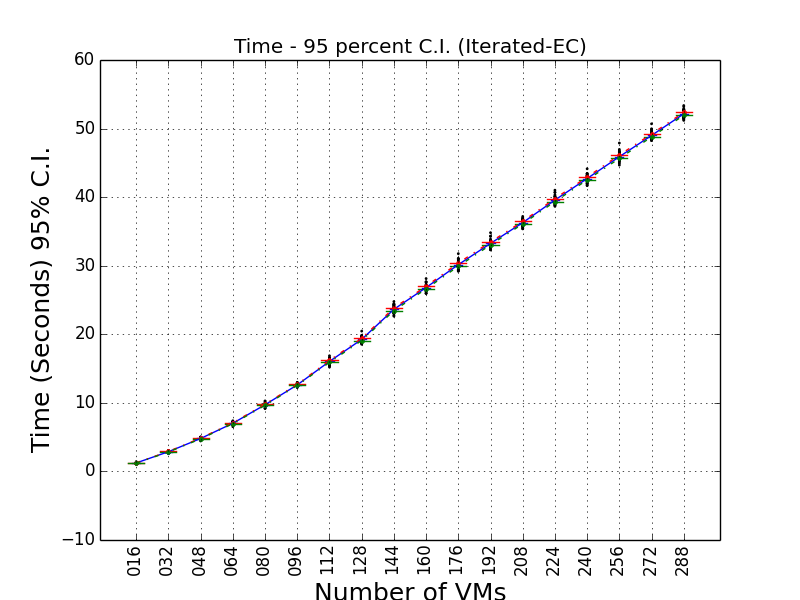 Time - 95 percent C.I. (Iterated-EC)
Time (Seconds) 95% C.I.
60
50
40
30
20
10
0
−10
016 032 048 064 080 096 112 128 144 160 176 192 208 224 240 256 272 288
Number of VMs